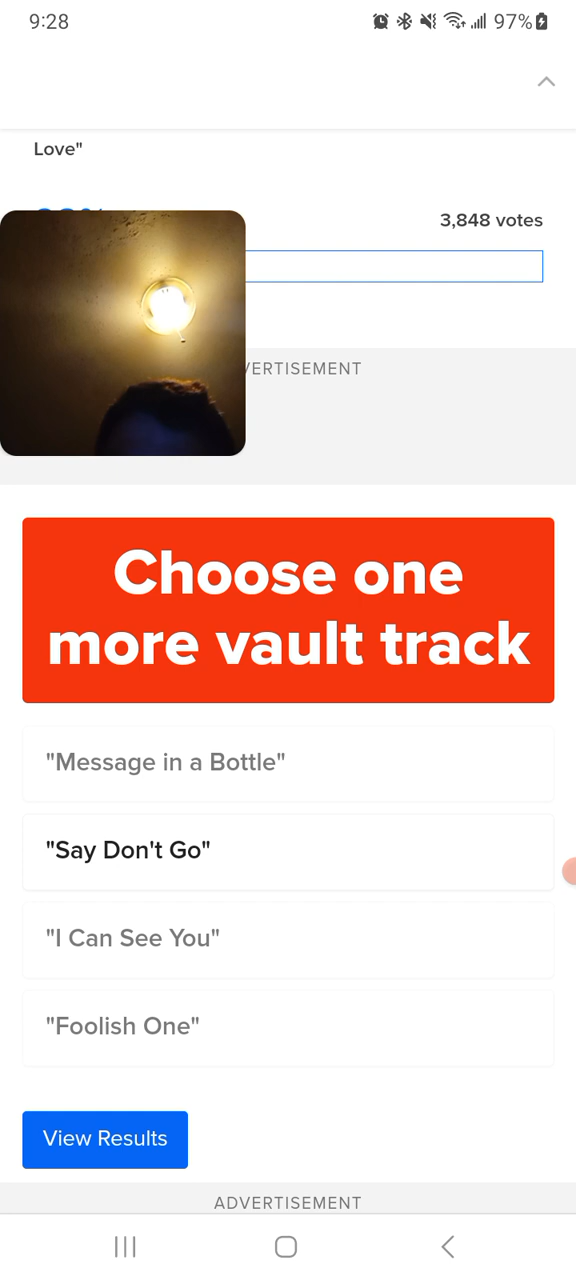 9:28
97%
Love"
3,848 votes
VERTISEMENT
Choose one
more vault track
"Message in a Bottle"
"Say Don't Go"
"I Can See You"
"Foolish One"
View Results
ADVERTISEMENT